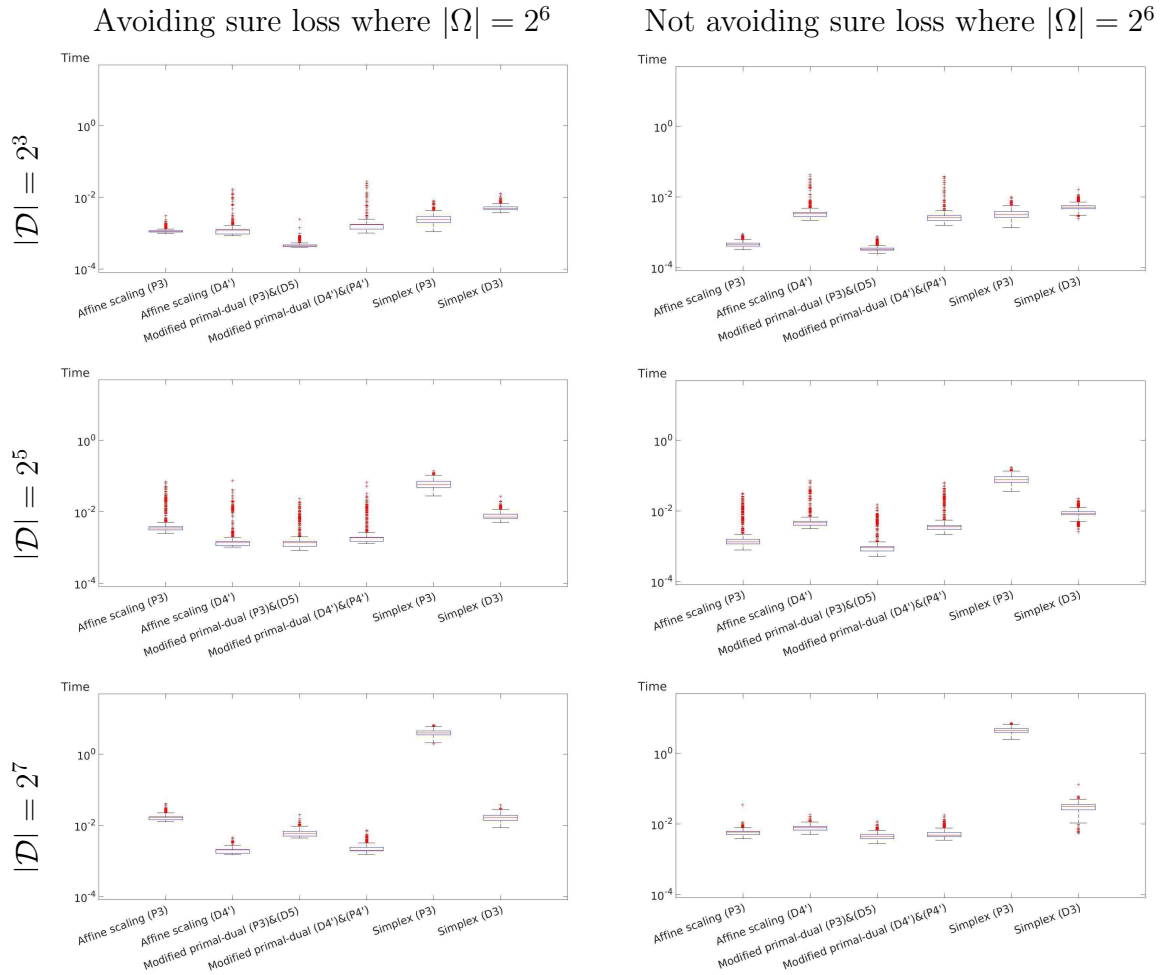 Avoiding sure loss where |Ω| = 2^6
Not avoiding sure loss where |Ω| = 2^6
|𝒟| = 2^3
Time
10^0
10^-2
10^-4
Affine scaling (P3)
Affine scaling (D4')
Modified primal-dual (P3)&(D5)
Modified primal-dual (D4')&(P4')
Simplex (P3)
Simplex (D3)
Time
10^0
10^-2
10^-4
Affine scaling (P3)
Affine scaling (D4')
Modified primal-dual (P3)&(D5)
Modified primal-dual (D4')&(P4')
Simplex (P3)
Simplex (D3)
|𝒟| = 2^5
Time
10^0
10^-2
10^-4
Affine scaling (P3)
Affine scaling (D4')
Modified primal-dual (P3)&(D5)
Modified primal-dual (D4')&(P4')
Simplex (P3)
Simplex (D3)
Time
10^0
10^-2
10^-4
Affine scaling (P3)
Affine scaling (D4')
Modified primal-dual (P3)&(D5)
Modified primal-dual (D4')&(P4')
Simplex (P3)
Simplex (D3)
|𝒟| = 2^7
Time
10^0
10^-2
10^-4
Affine scaling (P3)
Affine scaling (D4')
Modified primal-dual (P3)&(D5)
Modified primal-dual (D4')&(P4')
Simplex (P3)
Simplex (D3)
Time
10^0
10^-2
10^-4
Affine scaling (P3)
Affine scaling (D4')
Modified primal-dual (P3)&(D5)
Modified primal-dual (D4')&(P4')
Simplex (P3)
Simplex (D3)